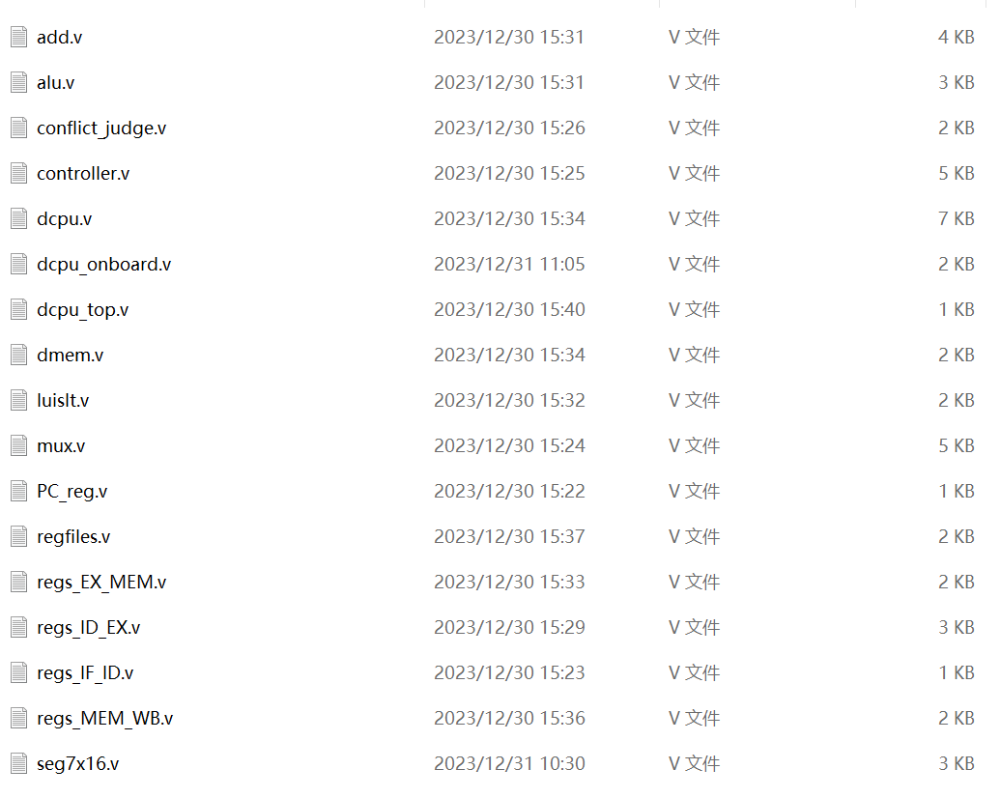 add.v 2023/12/30 15:31 V 文件 4 KB
alu.v 2023/12/30 15:31 V 文件 3 KB
conflict_judge.v 2023/12/30 15:26 V 文件 2 KB
controller.v 2023/12/30 15:25 V 文件 5 KB
dcpu.v 2023/12/30 15:34 V 文件 7 KB
dcpu_onboard.v 2023/12/31 11:05 V 文件 2 KB
dcpu_top.v 2023/12/30 15:40 V 文件 1 KB
dmem.v 2023/12/30 15:34 V 文件 2 KB
luislt.v 2023/12/30 15:32 V 文件 2 KB
mux.v 2023/12/30 15:24 V 文件 5 KB
PC_reg.v 2023/12/30 15:22 V 文件 1 KB
regfiles.v 2023/12/30 15:37 V 文件 2 KB
regs_EX_MEM.v 2023/12/30 15:33 V 文件 2 KB
regs_ID_EX.v 2023/12/30 15:29 V 文件 3 KB
regs_IF_ID.v 2023/12/30 15:23 V 文件 1 KB
regs_MEM_WB.v 2023/12/30 15:36 V 文件 2 KB
seg7x16.v 2023/12/31 10:30 V 文件 3 KB